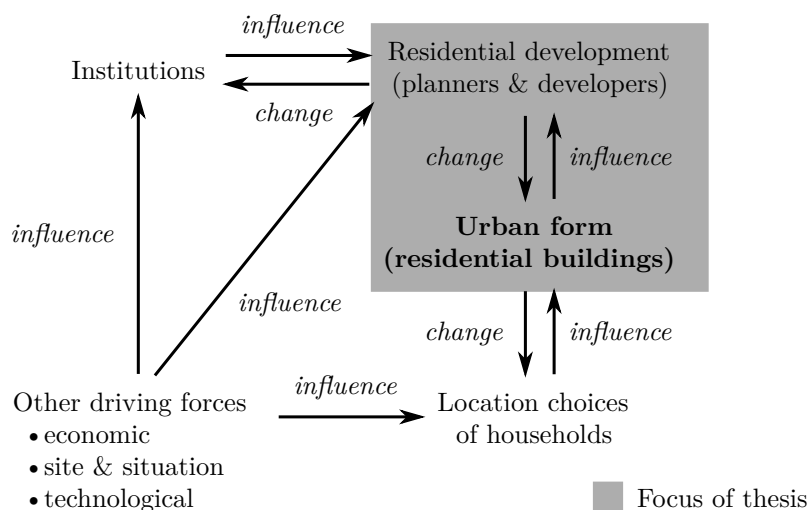 influence
Institutions
Residential development
(planners & developers)
change
change
influence
Urban form
(residential buildings)
influence
influence
change
influence
influence
Other driving forces
• economic
• site & situation
• technological
Location choices
of households
Focus of thesis